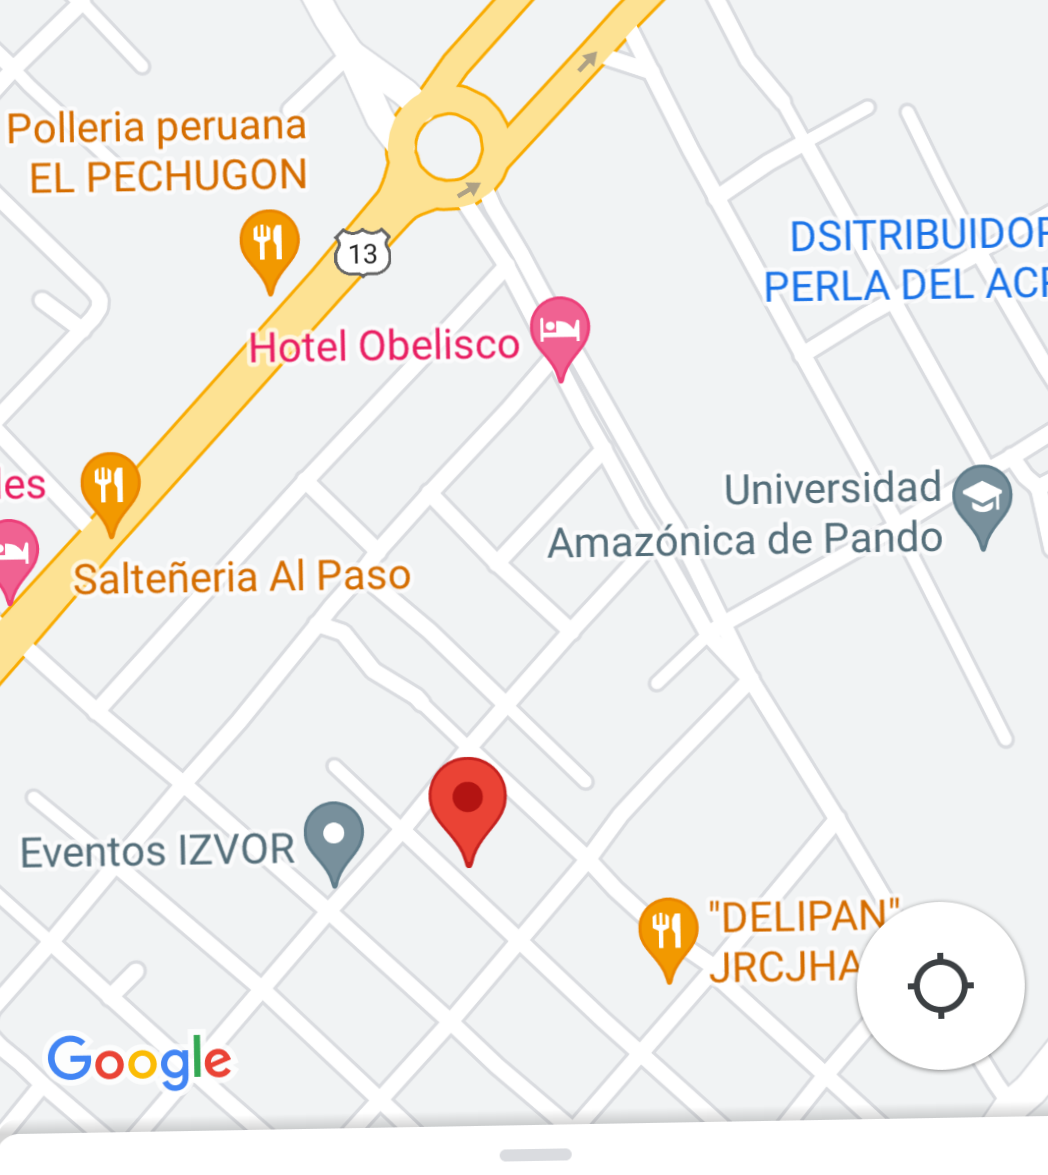 Polleria peruana
EL PECHUGON
13
DSITRIBUIDOR
PERLA DEL ACR
Hotel Obelisco
les
Universidad
Amazónica de Pando
Salteñeria Al Paso
Eventos IZVOR
"DELIPAN"
JRCJHA
Google